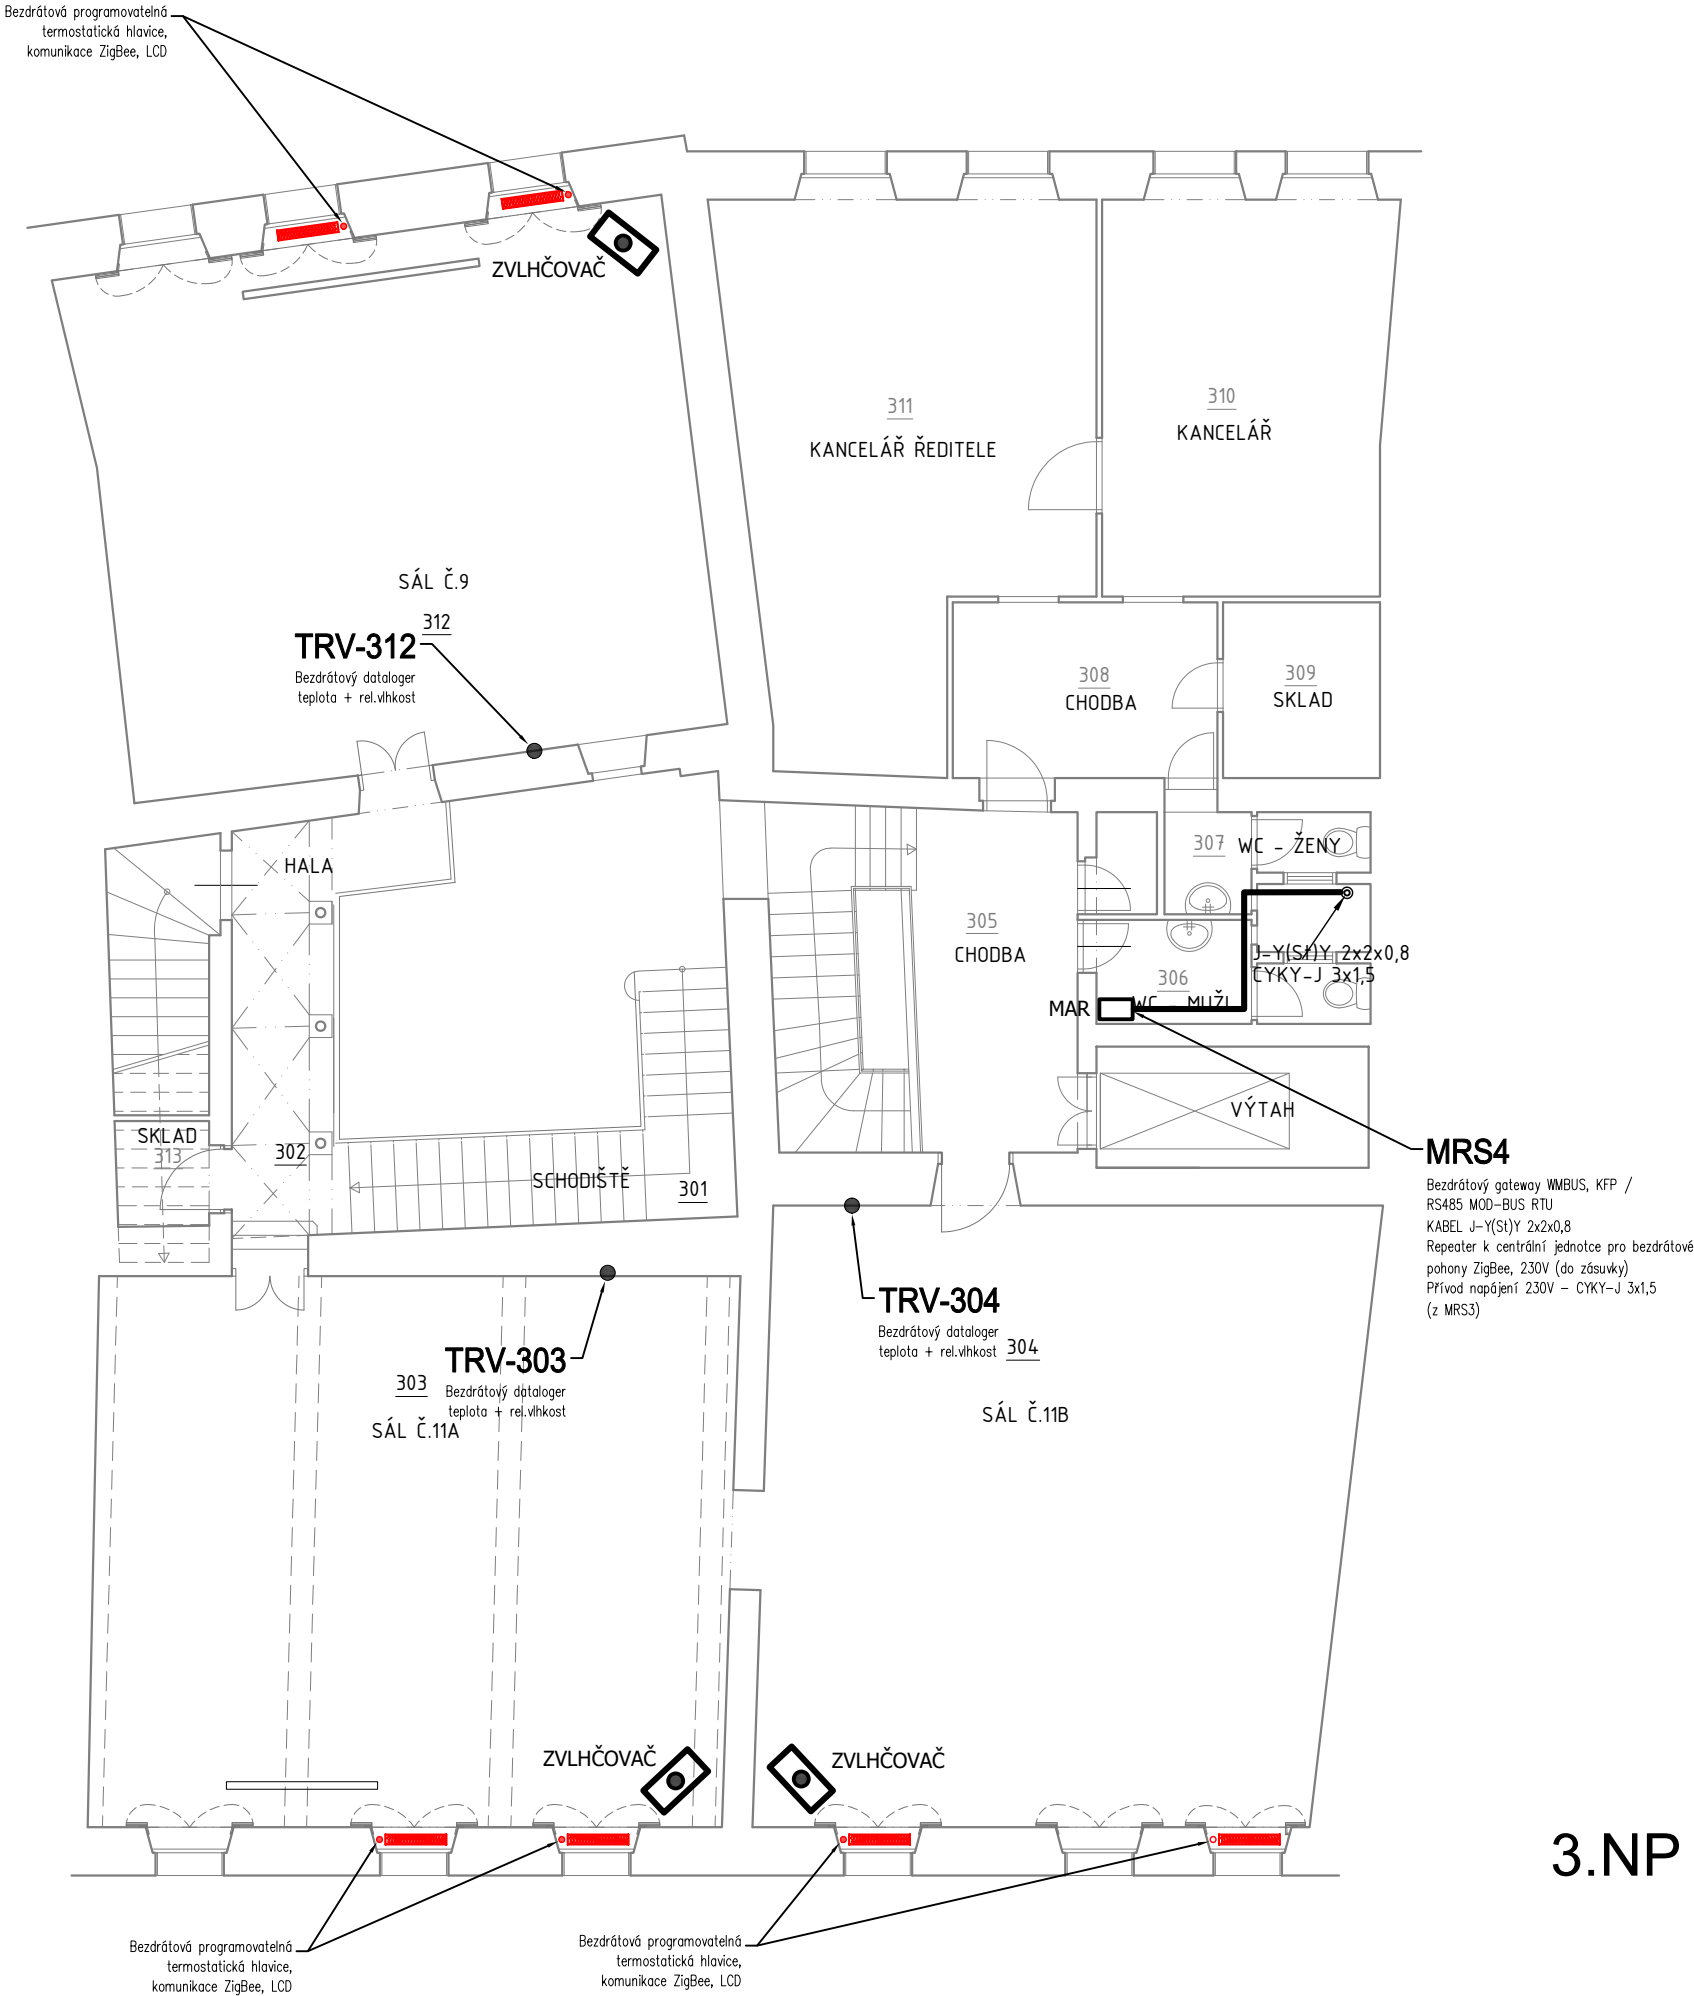 Bezdrátová programovatelná
termostatická hlavice,
komunikace ZigBee, LCD
ZVLHČOVAČ
311
KANCELÁŘ ŘEDITELE
310
KANCELÁŘ
SÁL Č.9
312
TRV-312
Bezdrátový dataloger
teplota + rel.vlhkost
308
CHODBA
309
SKLAD
HALA
307
WC - ŽENY
305
CHODBA
J-Y(St)Y 2x2x0,8
CYKY-J 3x1,5
306
WC - MUŽI
MAR
VÝTAH
SKLAD
313
302
SCHODIŠTĚ
301
MRS4
Bezdrátový gateway WMBUS, KFP /
RS485 MOD-BUS RTU
KABEL J-Y(St)Y 2x2x0,8
Repeater k centrální jednotce pro bezdrátové
pohony ZigBee, 230V (do zásuvky)
Přívod napájení 230V - CYKY-J 3x1,5
(z MRS3)
TRV-304
Bezdrátový dataloger
teplota + rel.vlhkost
304
SÁL Č.11B
TRV-303
Bezdrátový dataloger
teplota + rel.vlhkost
303
SÁL Č.11A
ZVLHČOVAČ
ZVLHČOVAČ
3.NP
Bezdrátová programovatelná
termostatická hlavice,
komunikace ZigBee, LCD
Bezdrátová programovatelná
termostatická hlavice,
komunikace ZigBee, LCD